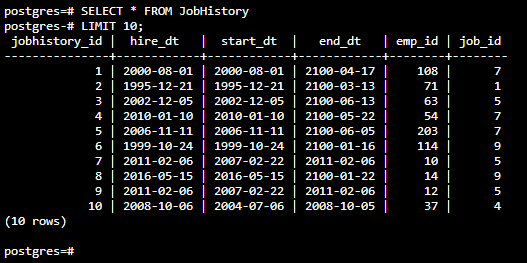 postgres=# SELECT * FROM JobHistory
postgres-# LIMIT 10;
 jobhistory_id |  hire_dt   |  start_dt  |   end_dt   | emp_id | job_id
---------------+------------+------------+------------+--------+--------
             1 | 2000-08-01 | 2000-08-01 | 2100-04-17 |    108 |      7
             2 | 1995-12-21 | 1995-12-21 | 2100-03-13 |     71 |      1
             3 | 2002-12-05 | 2002-12-05 | 2100-06-13 |     63 |      5
             4 | 2010-01-10 | 2010-01-10 | 2100-05-22 |     54 |      7
             5 | 2006-11-11 | 2006-11-11 | 2100-06-05 |    203 |      7
             6 | 1999-10-24 | 1999-10-24 | 2100-01-16 |    114 |      9
             7 | 2011-02-06 | 2007-02-22 | 2011-02-06 |     10 |      5
             8 | 2016-05-15 | 2016-05-15 | 2100-01-22 |     14 |      9
             9 | 2011-02-06 | 2007-02-22 | 2011-02-06 |     12 |      5
            10 | 2008-10-06 | 2004-07-06 | 2008-10-05 |     37 |      4
(10 rows)
postgres=#